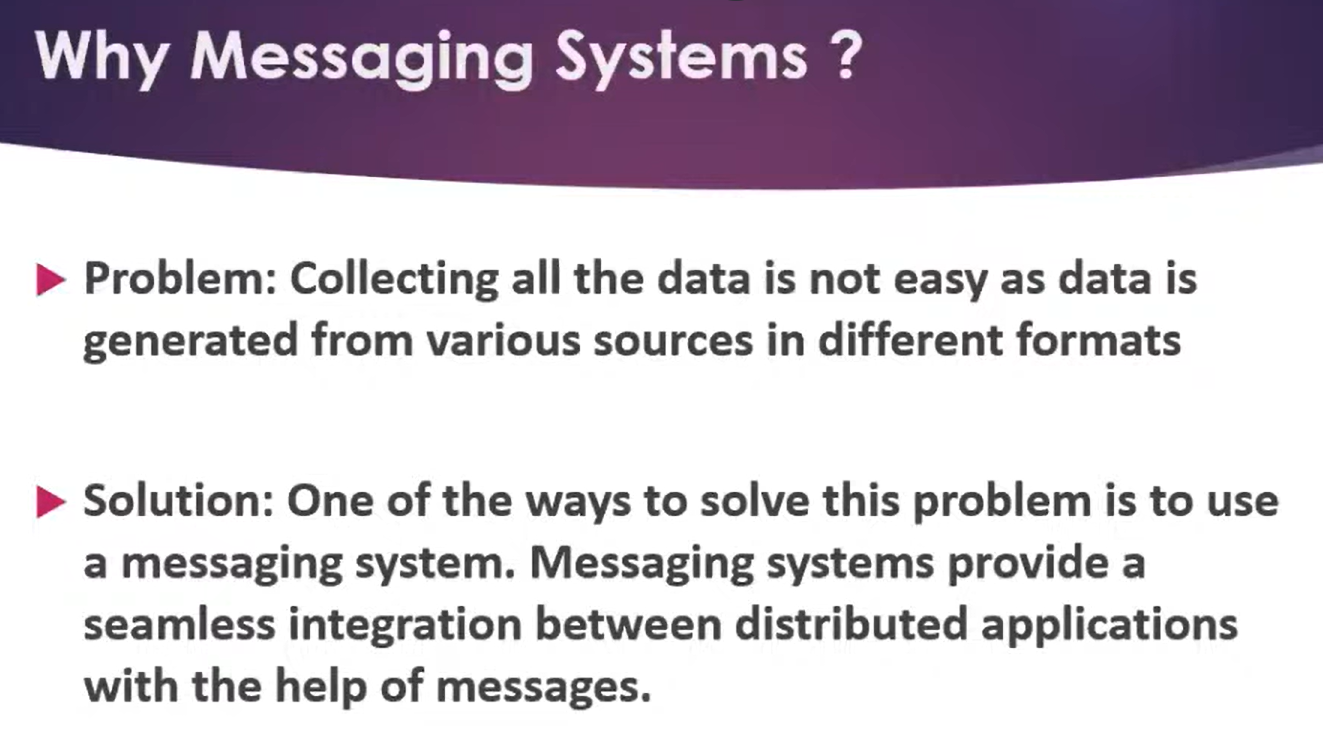 Why Messaging Systems ?
Problem: Collecting all the data is not easy as data is
generated from various sources in different formats
Solution: One of the ways to solve this problem is to use
a messaging system. Messaging systems provide a
seamless integration between distributed applications
with the help of messages.